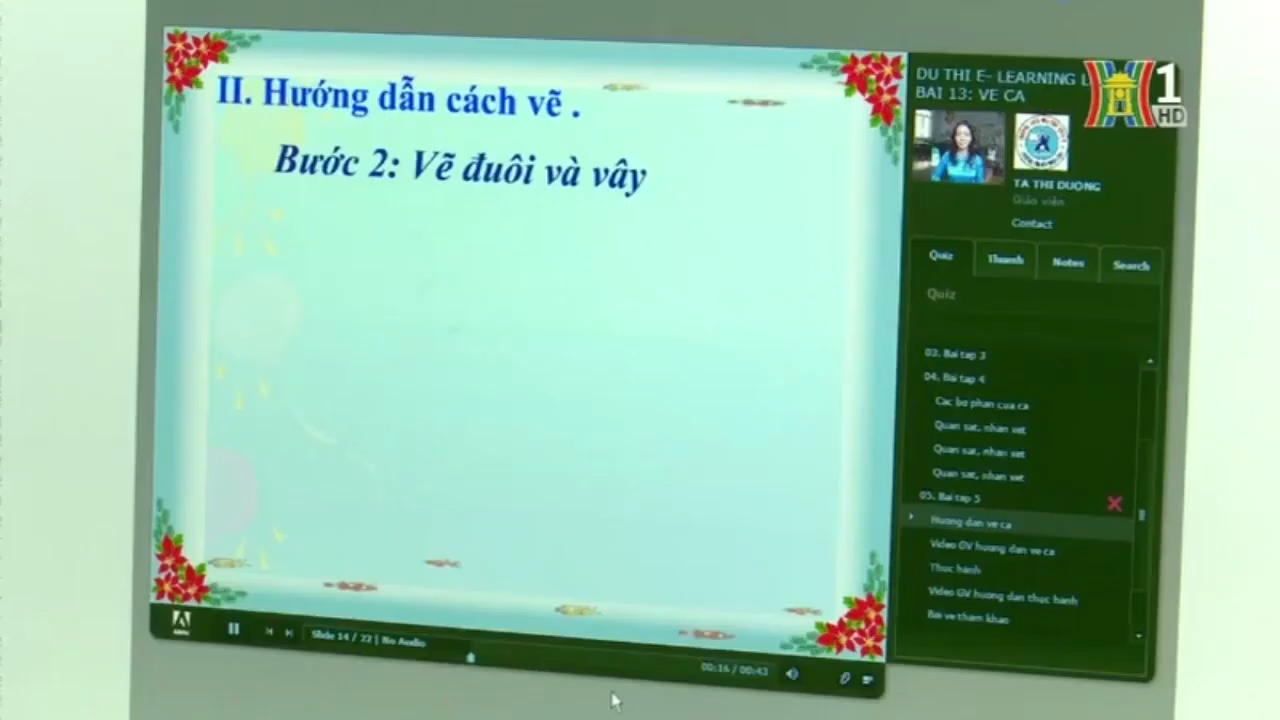 II. Hướng dẫn cách vẽ .
Bước 2: Vẽ đuôi và vây
DU THI E- LEARNING L
BAI 13: VE CA
1
HD
TA THI DUONG
Giáo viên
Contact
Quiz
Thumb
Notes
Search
Quiz
03. Bai tap 3
04. Bai tap 4
Cac bo phan cua ca
Quan sat, nhan xet
Quan sat, nhan xet
Quan sat, nhan xet
05. Bai tap 5
Huong dan ve ca
Video GV huong dan ve ca
Thuc hanh
Video GV huong dan thuc hanh
Bai ve tham khao
Slide 14 / 22 | No Audio
00:16 / 00:43